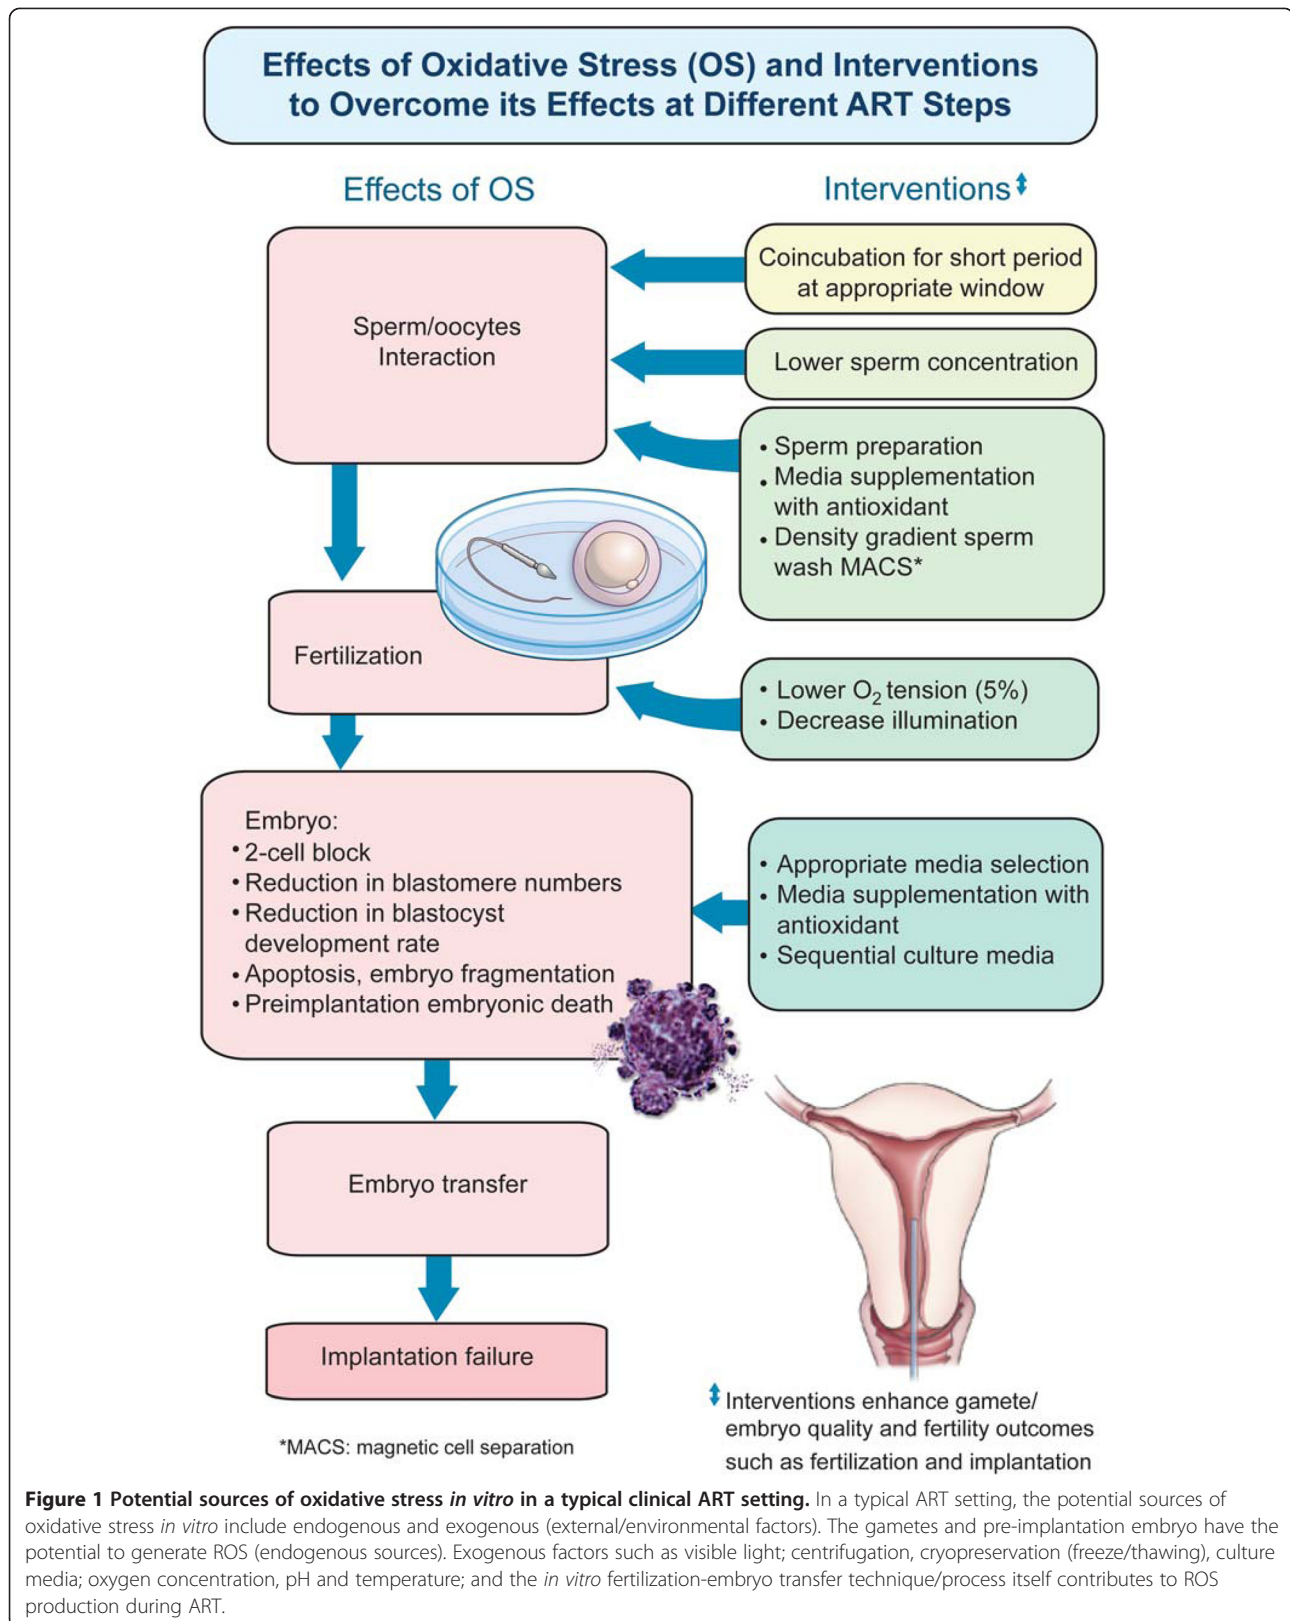 Effects of Oxidative Stress (OS) and Interventions
to Overcome its Effects at Different ART Steps
Effects of OS
Interventions⇕
Sperm/oocytes
Interaction
Coincubation for short period
at appropriate window
Lower sperm concentration
• Sperm preparation
• Media supplementation
with antioxidant
• Density gradient sperm
wash MACS*
Fertilization
• Lower O₂ tension (5%)
• Decrease illumination
Embryo:
• 2-cell block
• Reduction in blastomere numbers
• Reduction in blastocyst
development rate
• Apoptosis, embryo fragmentation
• Preimplantation embryonic death
• Appropriate media selection
• Media supplementation with
antioxidant
• Sequential culture media
Embryo transfer
Implantation failure
*MACS: magnetic cell separation
⇕ Interventions enhance gamete/
embryo quality and fertility outcomes
such as fertilization and implantation
Figure 1 Potential sources of oxidative stress in vitro in a typical clinical ART setting. In a typical ART setting, the potential sources of
oxidative stress in vitro include endogenous and exogenous (external/environmental factors). The gametes and pre-implantation embryo have the
potential to generate ROS (endogenous sources). Exogenous factors such as visible light; centrifugation, cryopreservation (freeze/thawing), culture
media; oxygen concentration, pH and temperature; and the in vitro fertilization-embryo transfer technique/process itself contributes to ROS
production during ART.